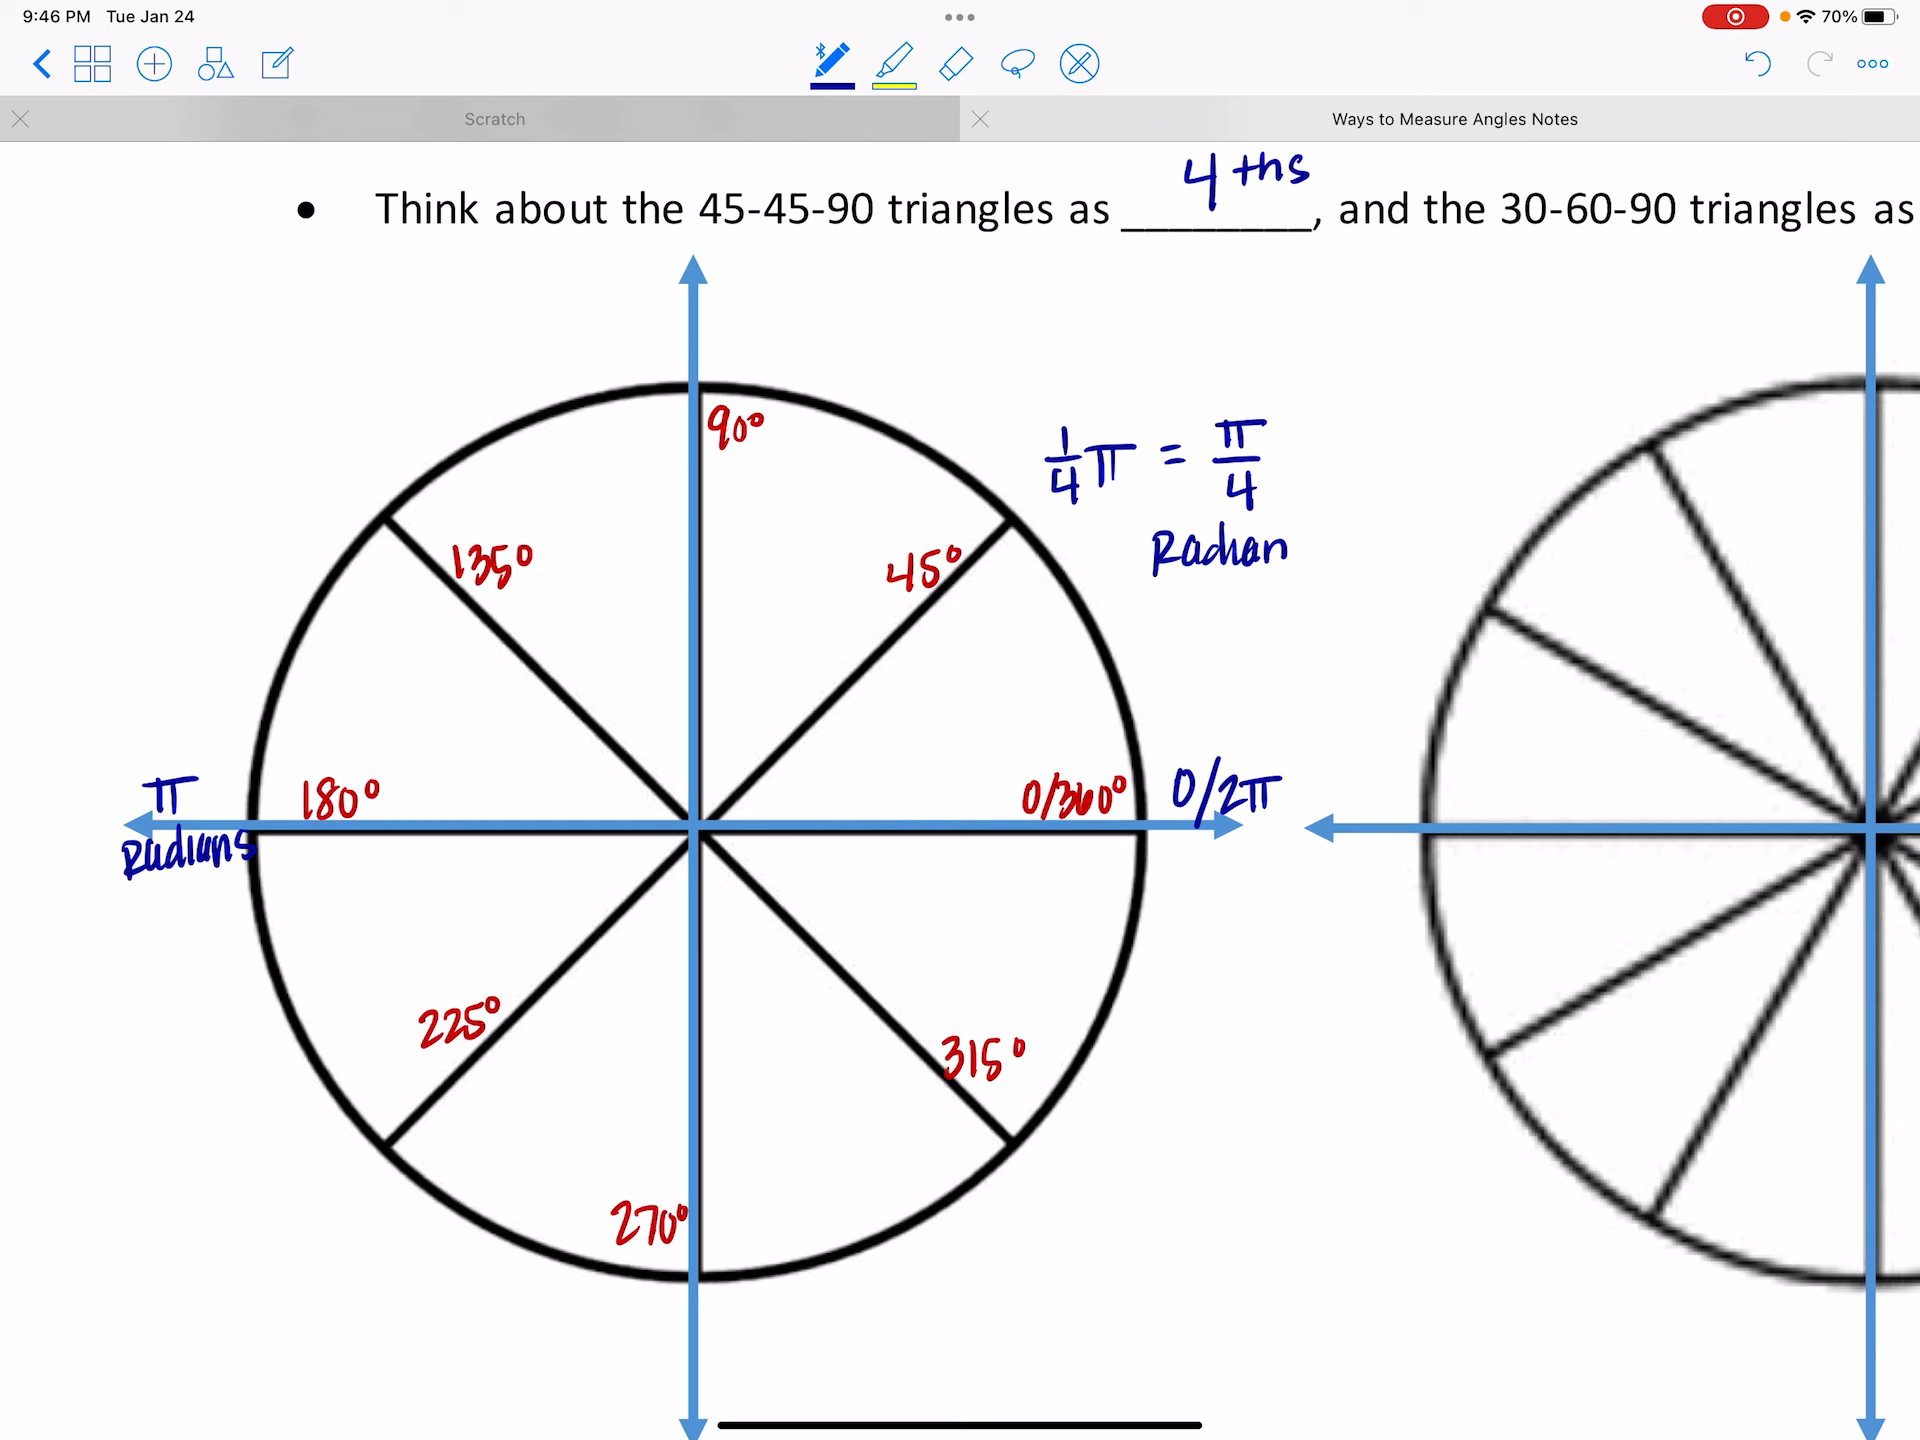 9:46 PM Tue Jan 24
70%
Scratch
Ways to Measure Angles Notes
4ths
• Think about the 45-45-90 triangles as ________, and the 30-60-90 triangles as
90°
1/4 π = π/4
Radian
135°
45°
π
180°
0/360°
0/2π
Radians
225°
315°
270°